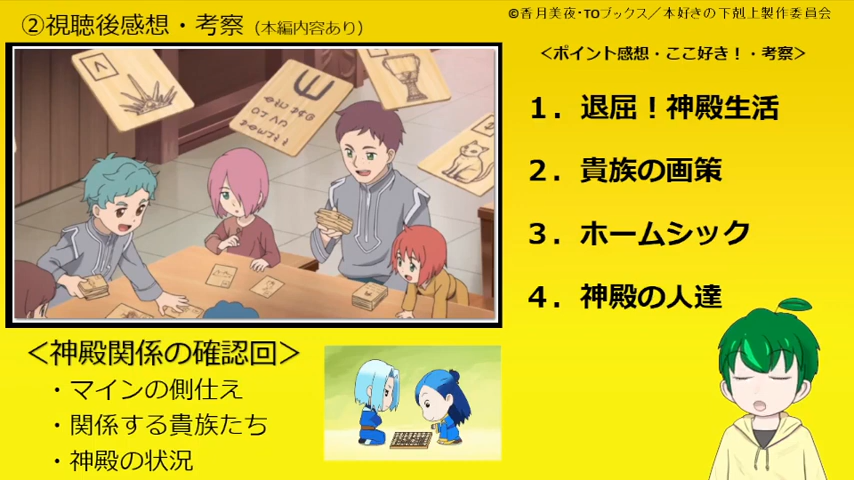 ②視聴後感想・考察（本編内容あり）
©香月美夜・TOブックス／本好きの下剋上製作委員会
＜ポイント感想・ここ好き！・考察＞
１．退屈！神殿生活
２．貴族の画策
３．ホームシック
４．神殿の人達
＜神殿関係の確認回＞
・マインの側仕え
・関係する貴族たち
・神殿の状況